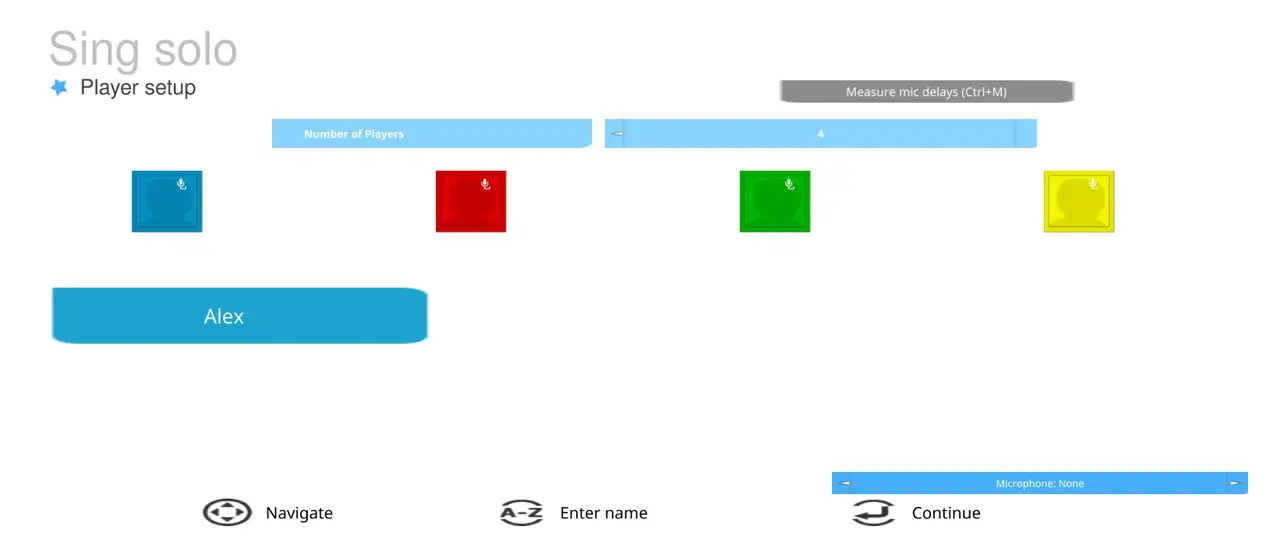 Sing solo
Player setup
Measure mic delays (Ctrl+M)
Number of Players
4
Alex
Microphone: None
Navigate
A-Z Enter name
Continue